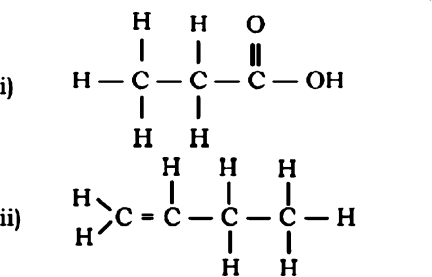 H H O
i) H — C — C — C — OH
H H
H H H H
ii) C = C — C — C — H
H H H